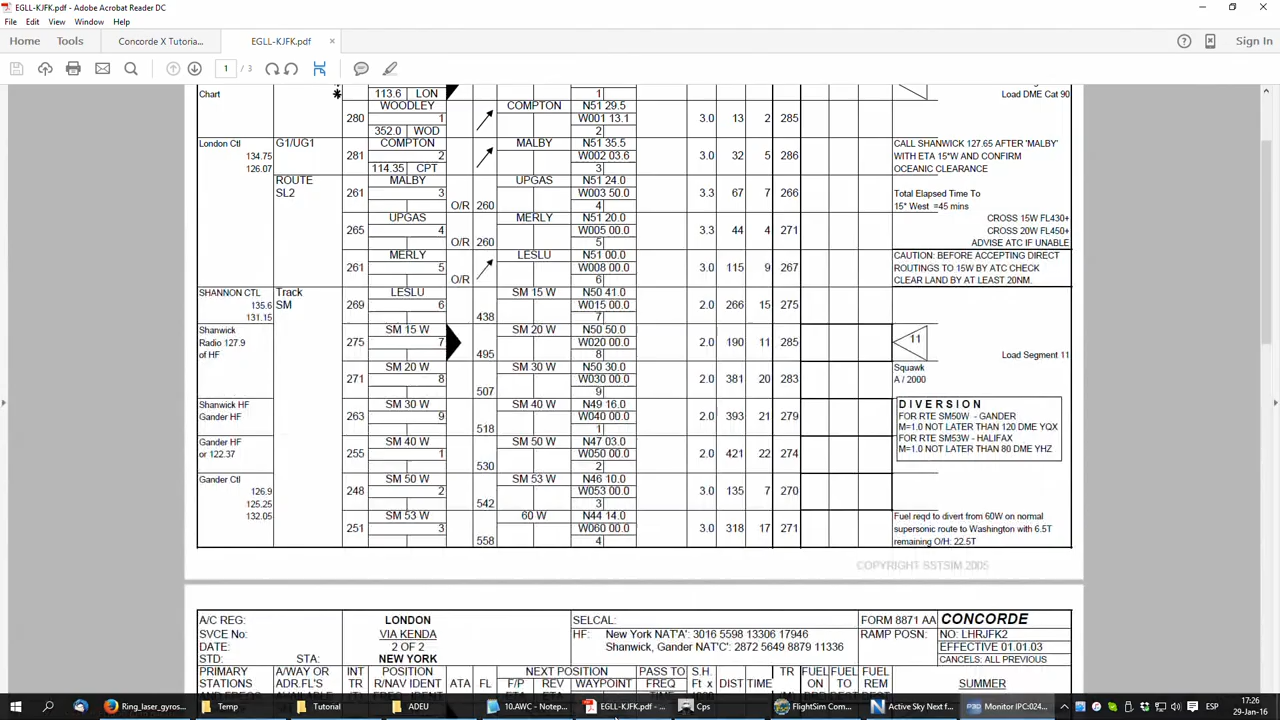 EGLL-KJFK.pdf - Adobe Acrobat Reader DC
File Edit View Window Help
Home Tools Concorde X Tutoria... EGLL-KJFK.pdf × Sign In
1 / 3
Chart * 113.6 LON 1 Load DME Cat 90
WOODLEY COMPTON N51 29.5
280 1 W001 13.1 3.0 13 2 285
352.0 WOD 2
London Ctl G1/UG1 COMPTON MALBY N51 35.5 CALL SHANWICK 127.65 AFTER 'MALBY'
134.75 281 2 W002 03.6 3.0 32 5 286 WITH ETA 15*W AND CONFIRM
126.07 114.35 CPT 3 OCEANIC CLEARANCE
ROUTE MALBY UPGAS N51 24.0
SL2 261 3 W003 50.0 3.3 67 7 266 Total Elapsed Time To
O/R 260 4 15* West =45 mins
UPGAS MERLY N51 20.0 CROSS 15W FL430+
265 4 W005 00.0 3.3 44 4 271 CROSS 20W FL450+
O/R 260 5 ADVISE ATC IF UNABLE
MERLY LESLU N51 00.0 CAUTION: BEFORE ACCEPTING DIRECT
261 5 W008 00.0 3.0 115 9 267 ROUTINGS TO 15W BY ATC CHECK
O/R 6 CLEAR LAND BY AT LEAST 20NM.
SHANNON CTL Track LESLU SM 15 W N50 41.0
135.6 SM 269 6 W015 00.0 2.0 266 15 275
131.15 438 7
Shanwick SM 15 W SM 20 W N50 50.0
Radio 127.9 275 7 W020 00.0 2.0 190 11 285 11
of HF 495 8 Load Segment 11
SM 20 W SM 30 W N50 30.0 Squawk
271 8 W030 00.0 2.0 381 20 283 A / 2000
507 9
Shanwick HF SM 30 W SM 40 W N49 16.0 DIVERSION
Gander HF 263 9 W040 00.0 2.0 393 21 279 FOR RTE SM50W - GANDER
518 1 M=1.0 NOT LATER THAN 120 DME YQX
Gander HF SM 40 W SM 50 W N47 03.0 FOR RTE SM53W - HALIFAX
or 122.37 255 1 W050 00.0 2.0 421 22 274 M=1.0 NOT LATER THAN 80 DME YHZ
530 2
Gander Ctl SM 50 W SM 53 W N46 10.0
126.9 248 2 W053 00.0 3.0 135 7 270
125.25 542 3
132.05 SM 53 W 60 W N44 14.0 Fuel reqd to divert from 60W on normal
251 3 W060 00.0 3.0 318 17 271 supersonic route to Washington with 6.5T
558 4 remaining O/H: 22.5T
©COPYRIGHT SSTSIM 2005
A/C REG: LONDON SELCAL: FORM 8871 AA CONCORDE
SVCE No: VIA KENDA HF: New York NAT'A': 3016 5598 13306 17946 RAMP POSN: NO: LHRJFK2
DATE: 2 OF 2 Shanwick, Gander NAT'C': 2872 5649 8879 11336 EFFECTIVE 01.01.03
STD: STA: NEW YORK CANCELS: ALL PREVIOUS
PRIMARY A/WAY OR INT POSITION NEXT POSITION PASS TO S.H. TR FUEL FUEL FUEL
STATIONS ADR FL'S TR R/NAV IDENT ATA FL F/P WAYPOINT FREQ Ft x DIST TIME ON TO REM SUMMER
Ring_laser_gyros... Temp Tutorial ADEU 10.AWC - Notepa... EGLL-KJFK.pdf - ... Cps FlightSim Com... Active Sky Next f... Monitor IPC:024... ESP 17:26
29-Jan-16